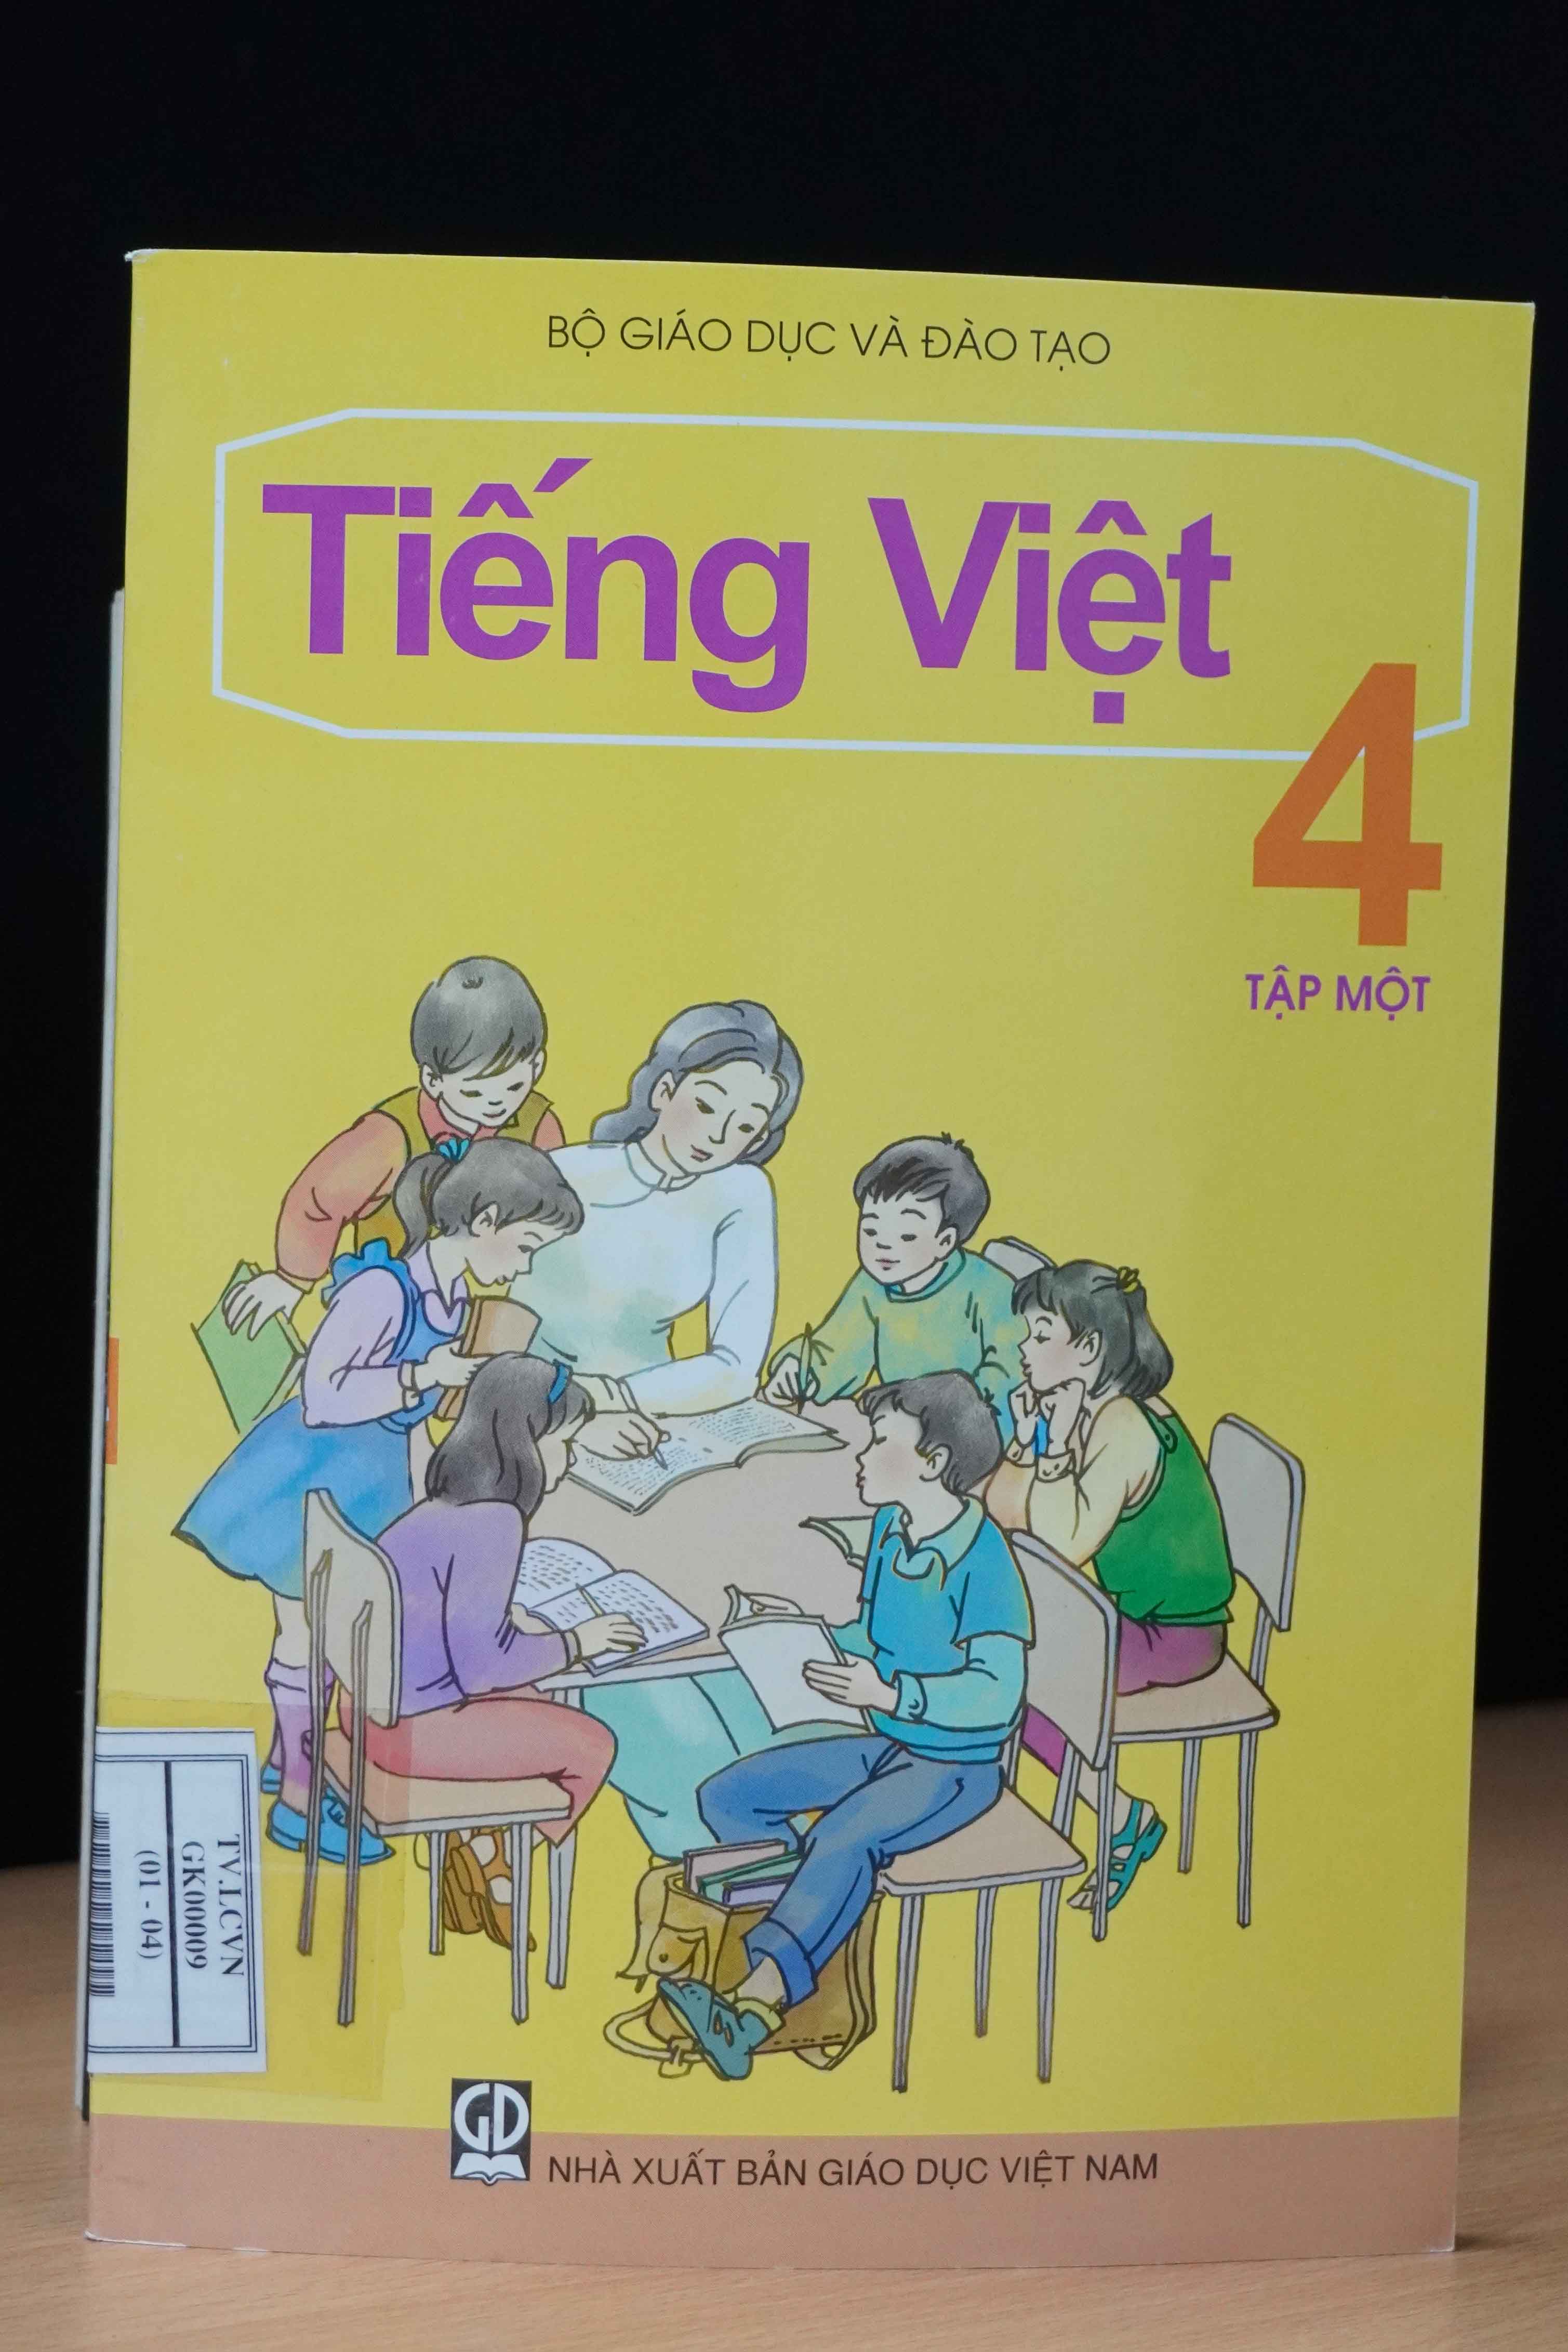 BỘ GIÁO DỤC VÀ ĐÀO TẠO
Tiếng Việt
4
TẬP MỘT
TV.LCVN
GK00009
(01 - 04)
GD
NHÀ XUẤT BẢN GIÁO DỤC VIỆT NAM